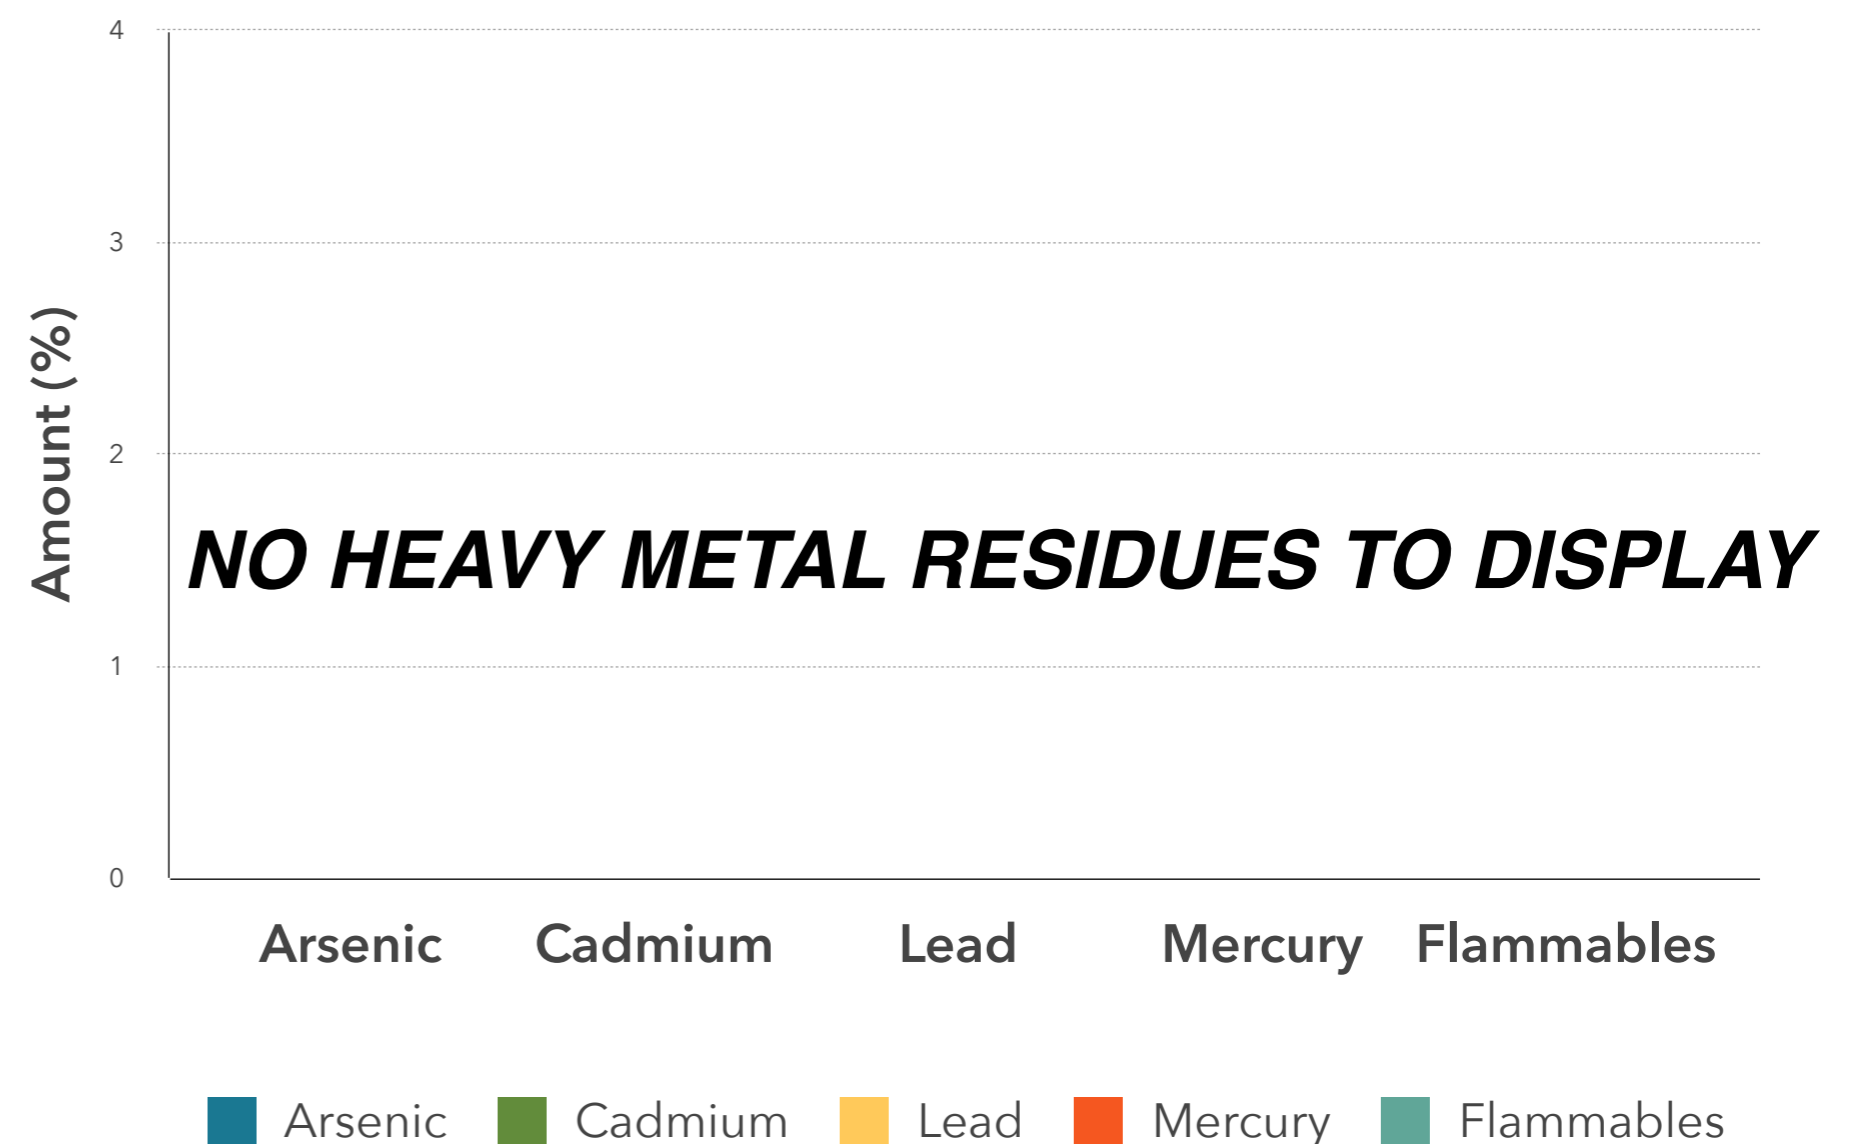 4
3
2
1
0
Amount (%)
NO HEAVY METAL RESIDUES TO DISPLAY
Arsenic Cadmium Lead Mercury Flammables
Arsenic Cadmium Lead Mercury Flammables